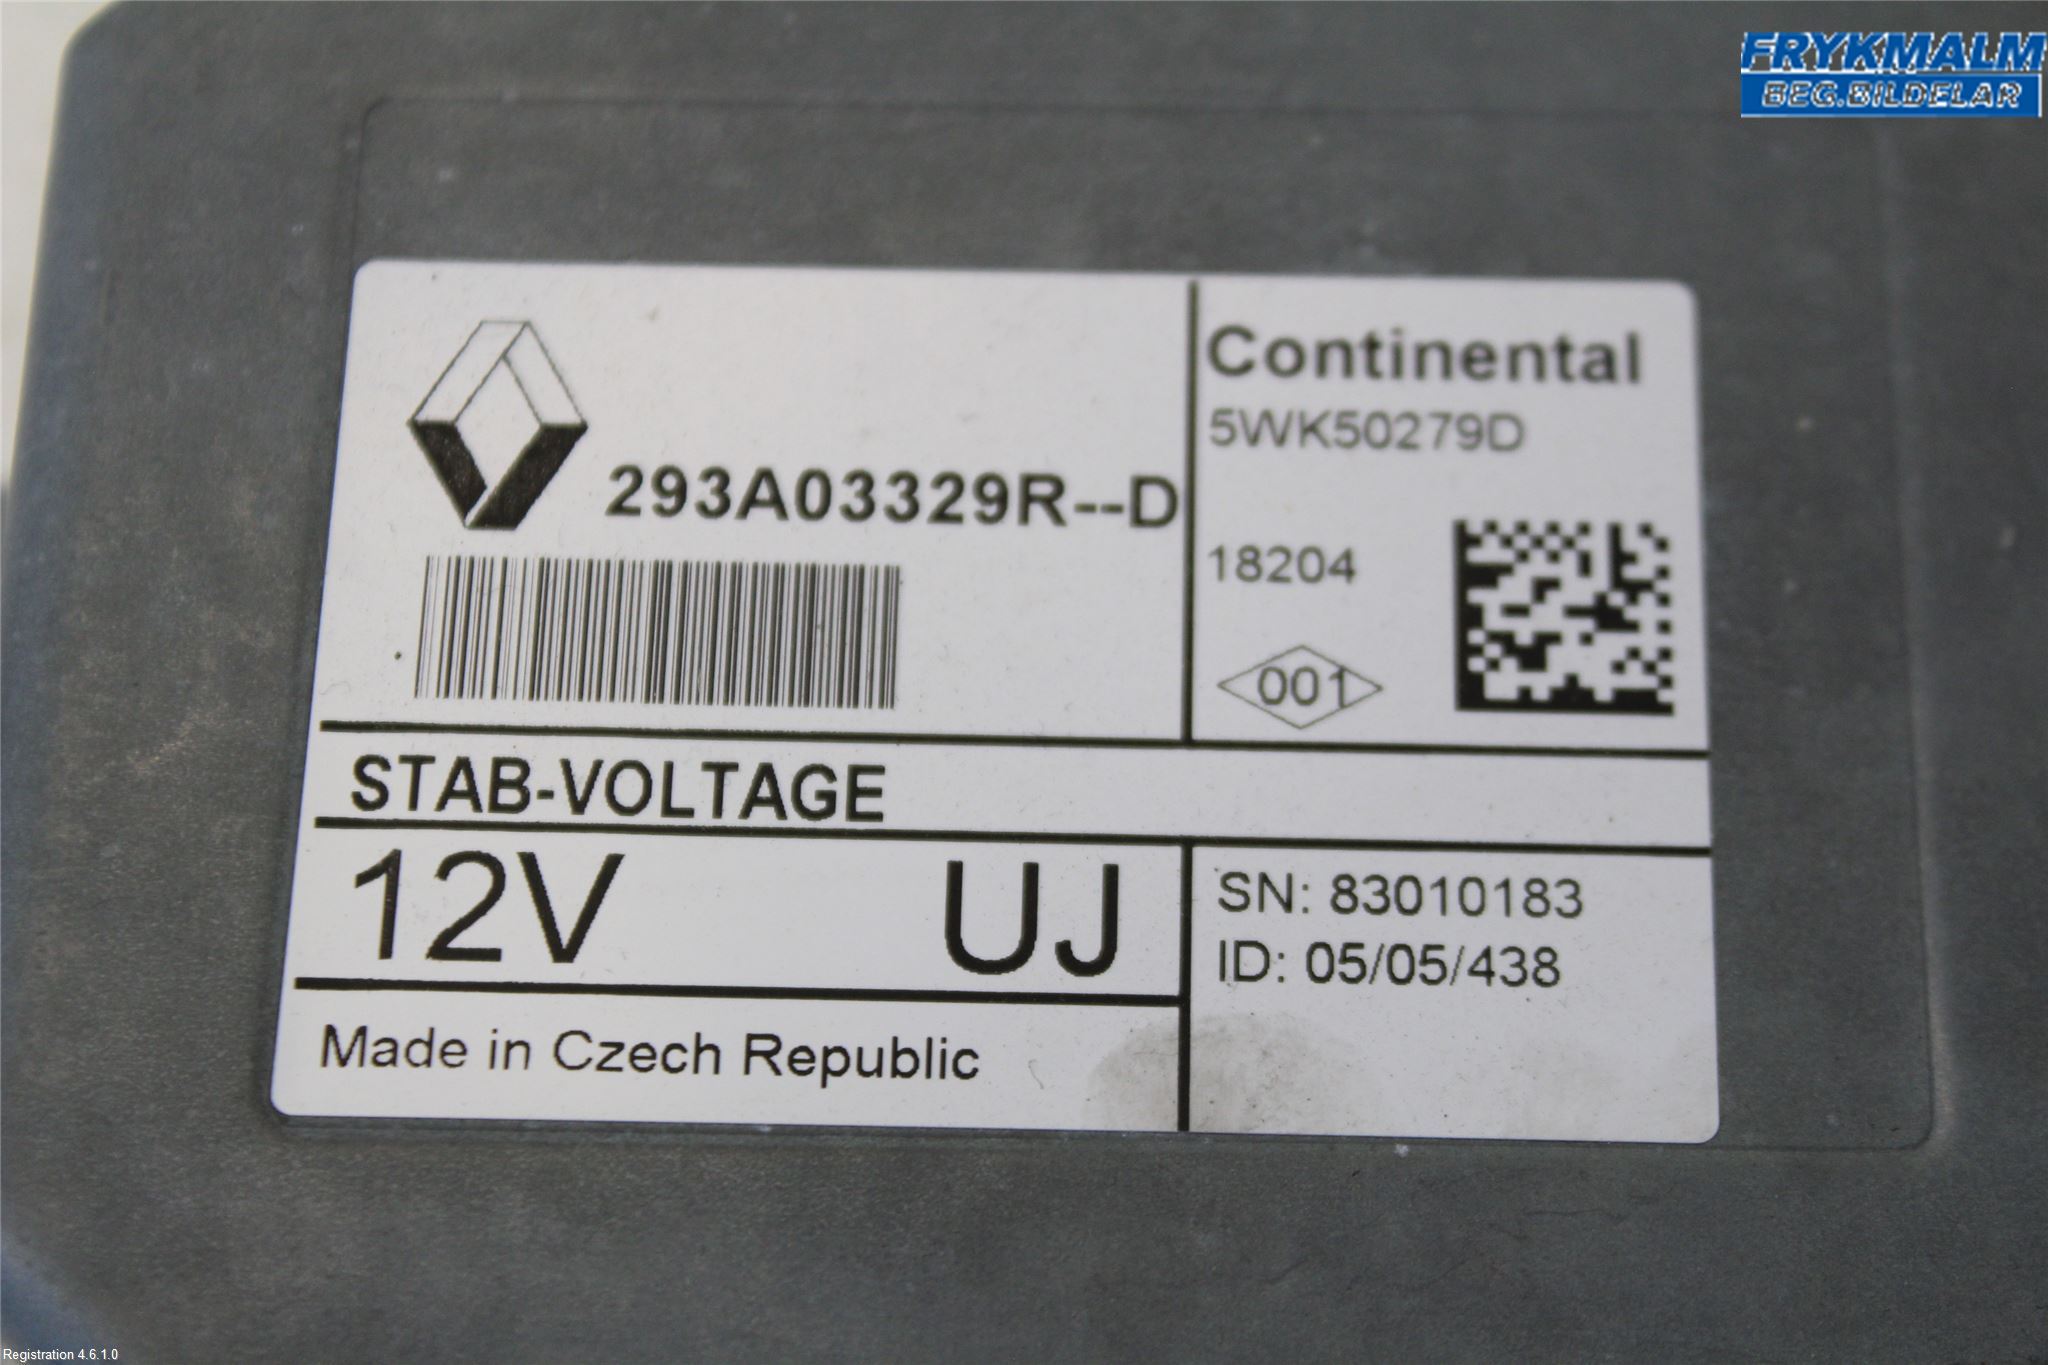 FRYKMALM
BEG.BILDELAR
293A03329R--D
Continental
5WK50279D
18204
001
STAB-VOLTAGE
12V UJ
SN: 83010183
ID: 05/05/438
Made in Czech Republic
Registration 4.6.1.0